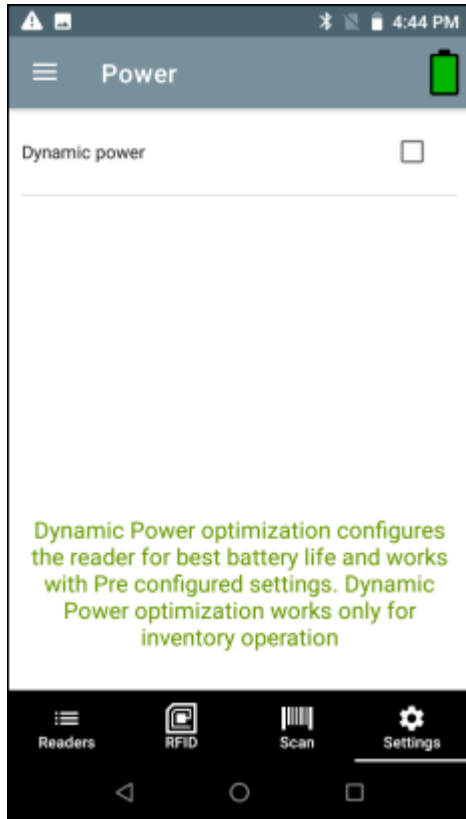 4:44 PM
Power
Dynamic power
Dynamic Power optimization configures
the reader for best battery life and works
with Pre configured settings. Dynamic
Power optimization works only for
inventory operation
Readers RFID Scan Settings